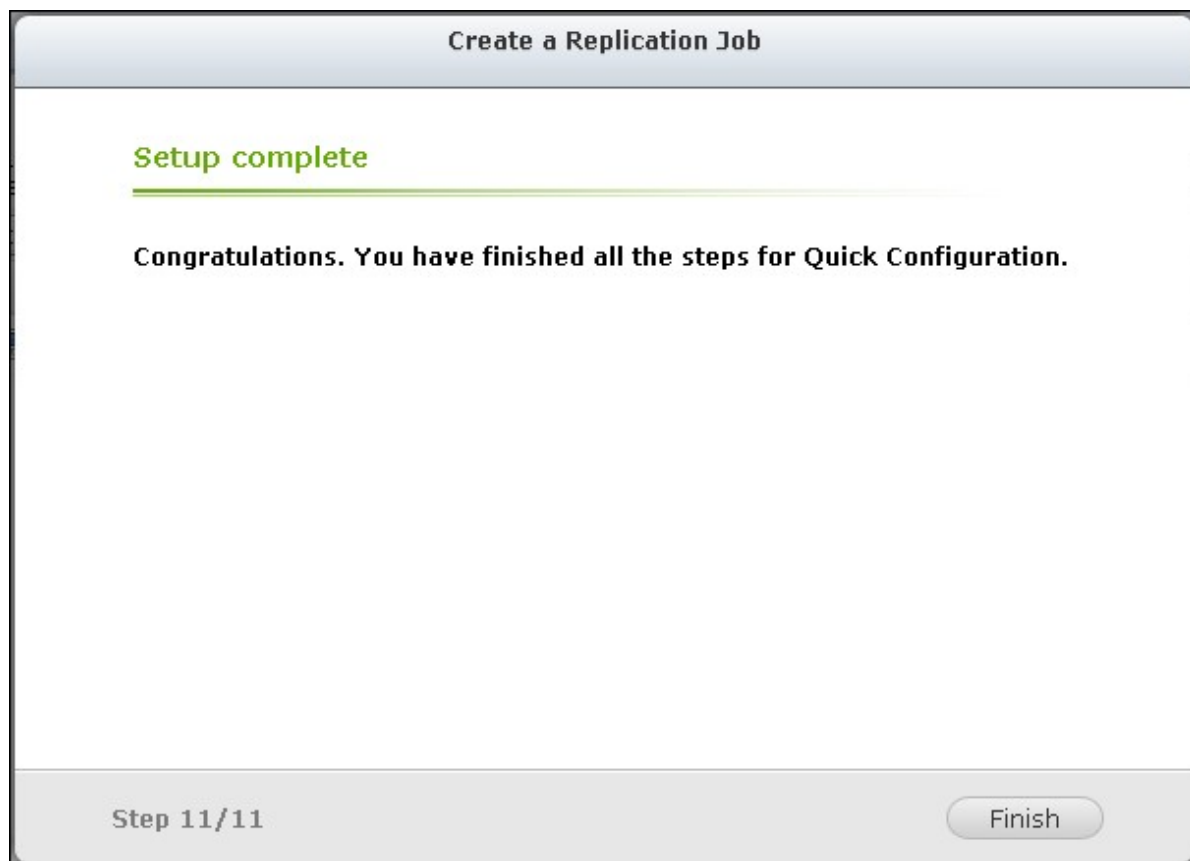 Create a Replication Job
Setup complete
Congratulations. You have finished all the steps for Quick Configuration.
Step 11/11
Finish